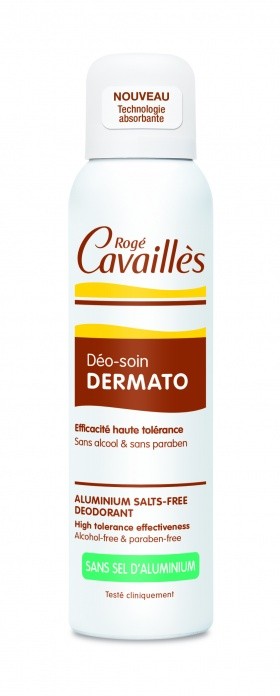 NOUVEAU
Technologie
absorbante
Rogé
Cavaillès
Déo-soin
DERMATO
Efficacité haute tolérance
Sans alcool & sans paraben
ALUMINIUM SALTS-FREE
DEODORANT
High tolerance effectiveness
Alcohol-free & paraben-free
SANS SEL D'ALUMINIUM
Testé cliniquement